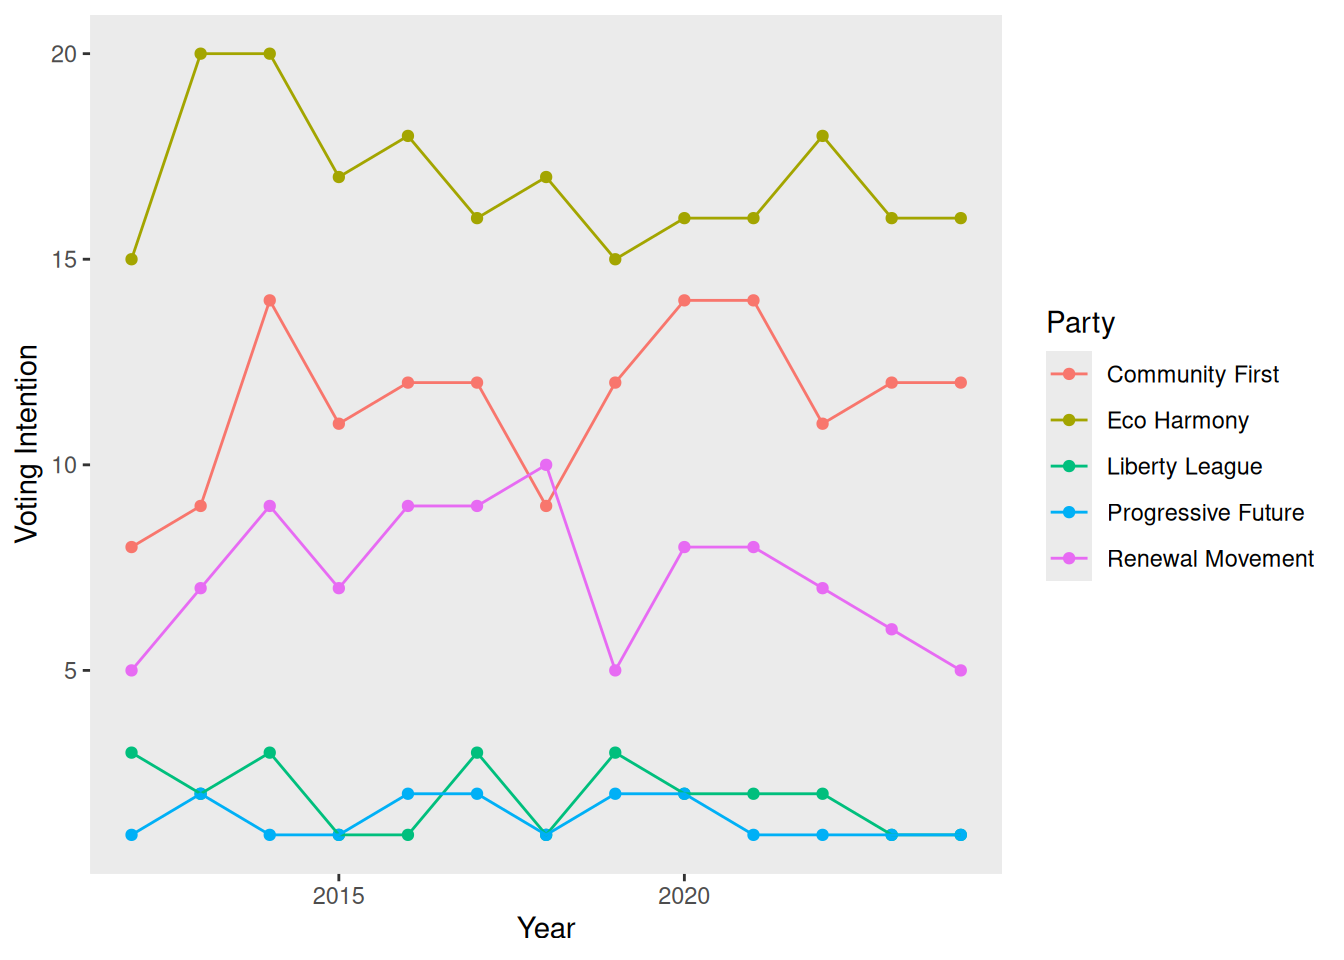 20
15
10
5
Voting Intention
2015
2020
Year
Party
Community First
Eco Harmony
Liberty League
Progressive Future
Renewal Movement